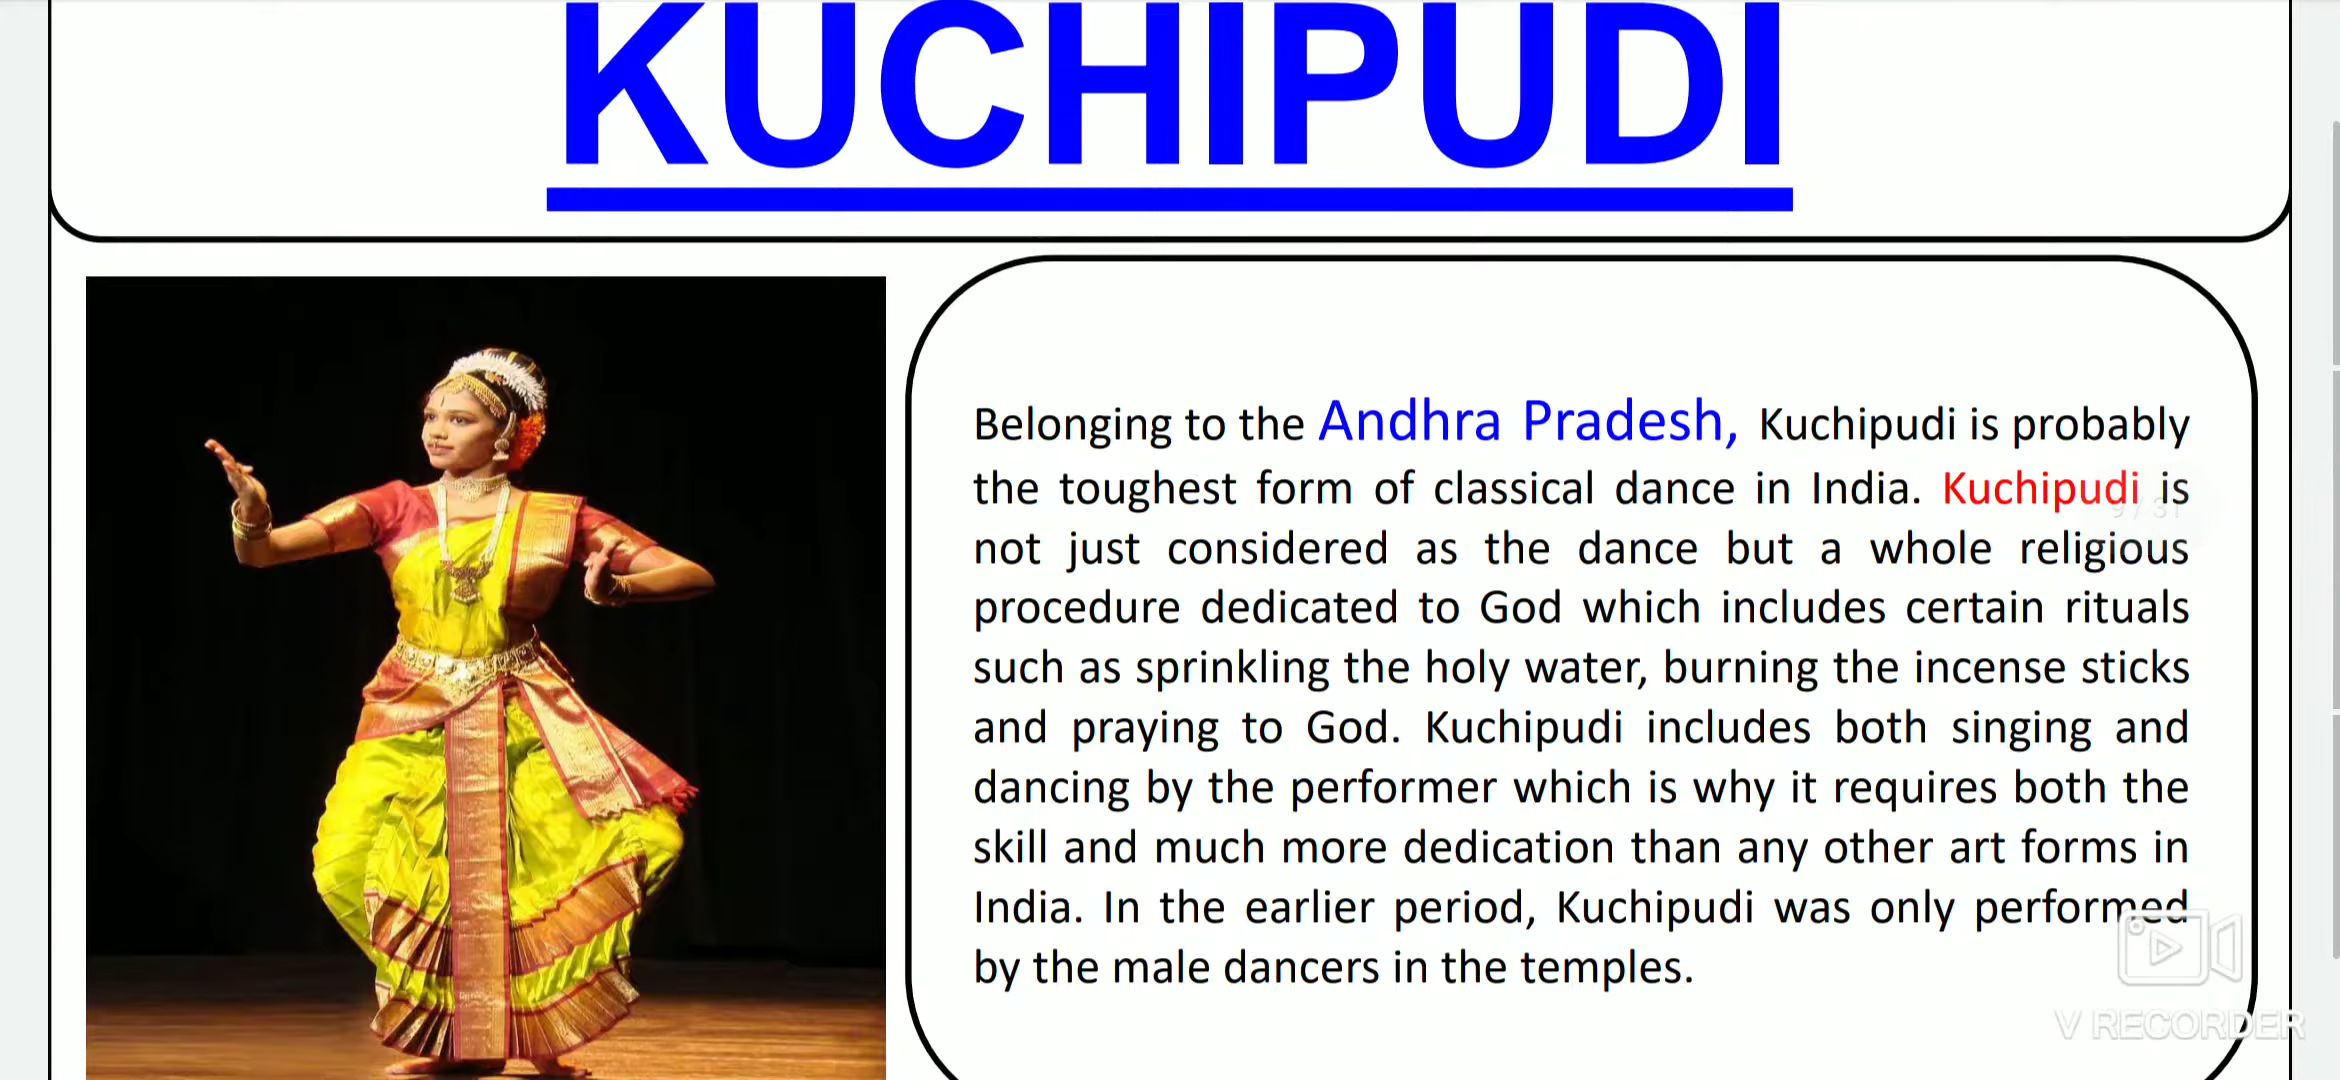 KUCHIPUDI
Belonging to the Andhra Pradesh, Kuchipudi is probably
the toughest form of classical dance in India. Kuchipudi is
not just considered as the dance but a whole religious
procedure dedicated to God which includes certain rituals
such as sprinkling the holy water, burning the incense sticks
and praying to God. Kuchipudi includes both singing and
dancing by the performer which is why it requires both the
skill and much more dedication than any other art forms in
India. In the earlier period, Kuchipudi was only performed
by the male dancers in the temples.
9 / 31
V RECORDER